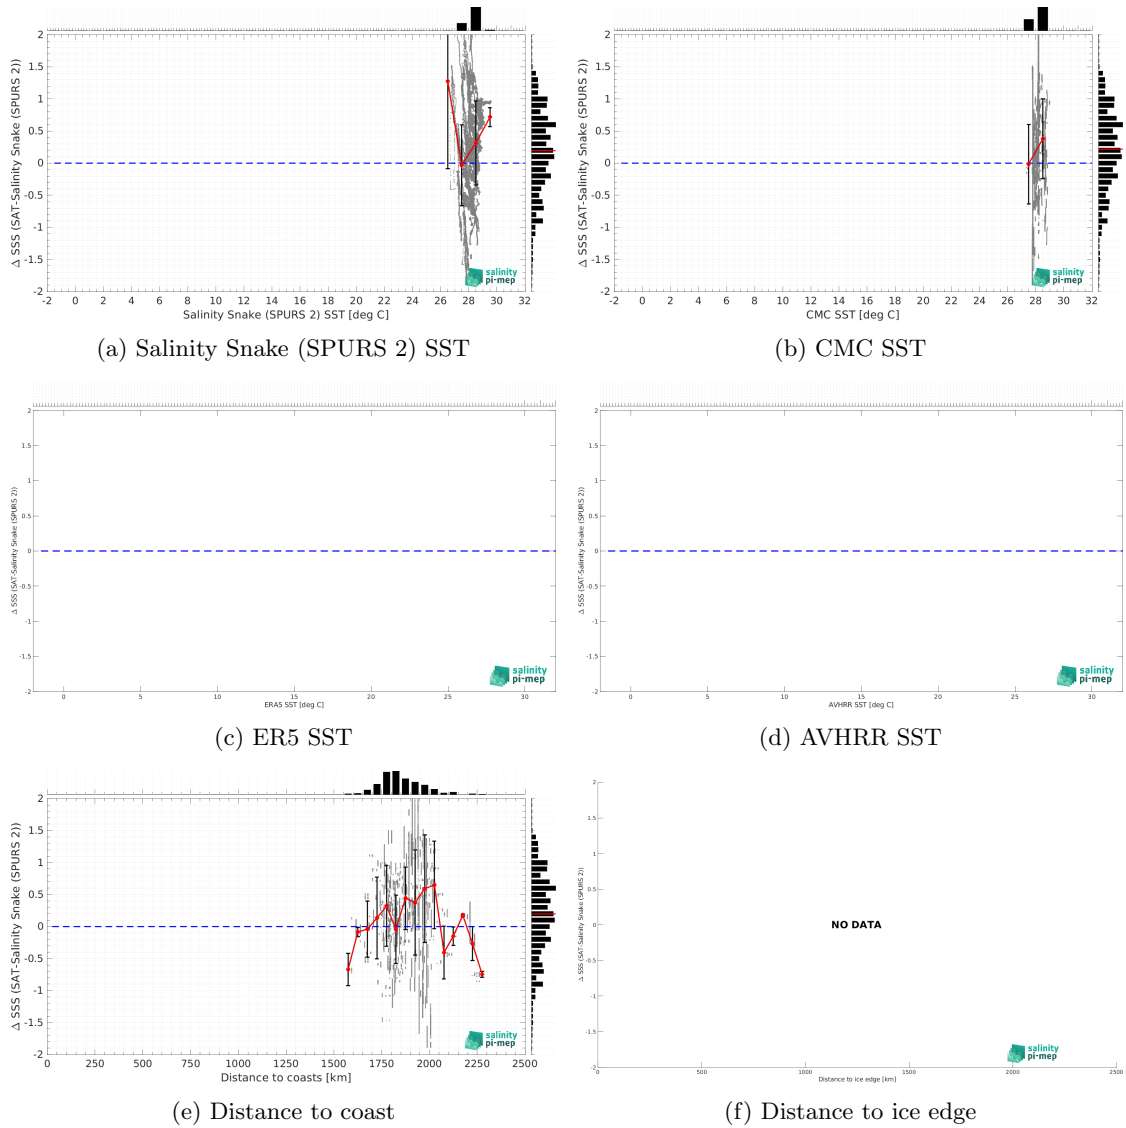 Δ SSS (SAT-Salinity Snake (SPURS 2))
2
1.5
1
0.5
0
-0.5
-1
-1.5
-2
-2 0 2 4 6 8 10 12 14 16 18 20 22 24 26 28 30 32
Salinity Snake (SPURS 2) SST [deg C]
salinity
pi-mep
(a) Salinity Snake (SPURS 2) SST
Δ SSS (SAT-Salinity Snake (SPURS 2))
2
1.5
1
0.5
0
-0.5
-1
-1.5
-2
-2 0 2 4 6 8 10 12 14 16 18 20 22 24 26 28 30 32
CMC SST [deg C]
salinity
pi-mep
(b) CMC SST
Δ SSS (SAT-Salinity Snake (SPURS 2))
2
1.5
1
0.5
0
-0.5
-1
-1.5
-2
0 5 10 15 20 25 30
ERA5 SST [deg C]
salinity
pi-mep
(c) ER5 SST
Δ SSS (SAT-Salinity Snake (SPURS 2))
2
1.5
1
0.5
0
-0.5
-1
-1.5
-2
0 5 10 15 20 25 30
AVHRR SST [deg C]
salinity
pi-mep
(d) AVHRR SST
Δ SSS (SAT-Salinity Snake (SPURS 2))
2
1.5
1
0.5
0
-0.5
-1
-1.5
-2
0 250 500 750 1000 1250 1500 1750 2000 2250 2500
Distance to coasts [km]
salinity
pi-mep
(e) Distance to coast
Δ SSS (SAT-Salinity Snake (SPURS 2))
2
1.5
1
0.5
0
-0.5
-1
-1.5
-2
NO DATA
0 500 1000 1500 2000 2500
Distance to ice edge [km]
salinity
pi-mep
(f) Distance to ice edge